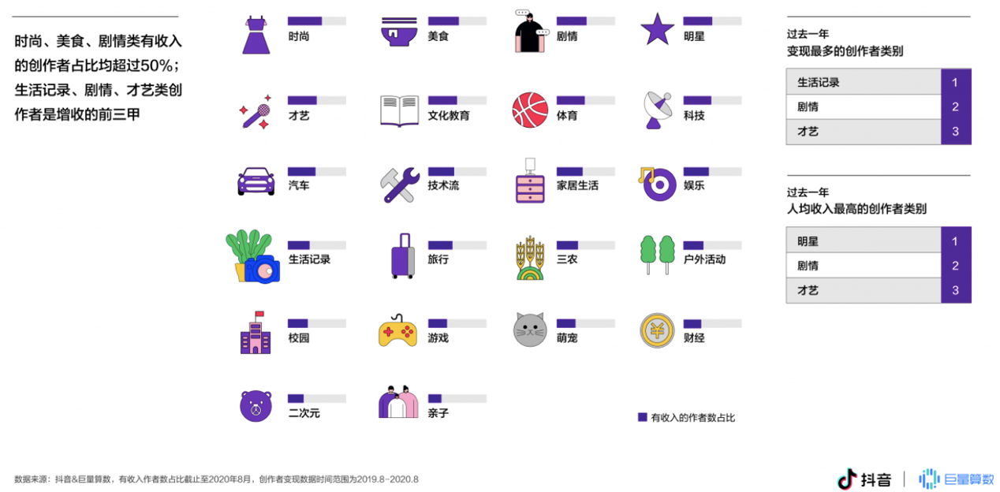 时尚、美食、剧情类有收入
的创作者占比均超过50%；
生活记录、剧情、才艺类创
作者是增收的前三甲
时尚
美食
剧情
明星
才艺
文化教育
体育
科技
汽车
技术流
家居生活
娱乐
生活记录
旅行
三农
户外活动
校园
游戏
萌宠
财经
二次元
亲子
有收入的作者数占比
过去一年
变现最多的创作者类别
生活记录 1
剧情 2
才艺 3
过去一年
人均收入最高的创作者类别
明星 1
剧情 2
才艺 3
数据来源：抖音&巨量算数，有收入作者数占比截止至2020年8月，创作者变现数据时间范围为2019.8-2020.8
抖音 | 巨量算数